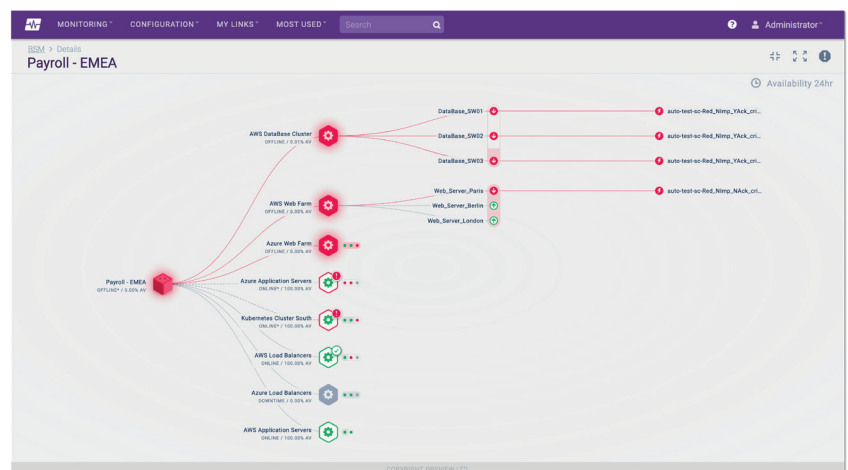 MONITORING CONFIGURATION MY LINKS MOST USED Search ? Administrator
BSM > Details
Payroll - EMEA
Availability 24hr
DataBase_SW01 auto-test-sc-Red_NImp_YAck_cri...
AWS DataBase Cluster
OFFLINE / 0.01% AV
DataBase_SW02 auto-test-sc-Red_NImp_YAck_cri...
DataBase_SW03 auto-test-sc-Red_NImp_YAck_cri...
Web_Server_Paris auto-test-sc-Red_NImp_NAck_cri...
AWS Web Farm
OFFLINE / 0.00% AV
Web_Server_Berlin
Web_Server_London
Azure Web Farm
OFFLINE / 0.00% AV
Payroll - EMEA
OFFLINE* / 0.00% AV
Azure Application Servers
ONLINE* / 100.00% AV
Kubernetes Cluster South
ONLINE* / 100.00% AV
AWS Load Balancers
ONLINE / 100.00% AV
Azure Load Balancers
DOWNTIME / 0.00% AV
AWS Application Servers
ONLINE / 100.00% AV
COPYRIGHT OPSVIEW LTD